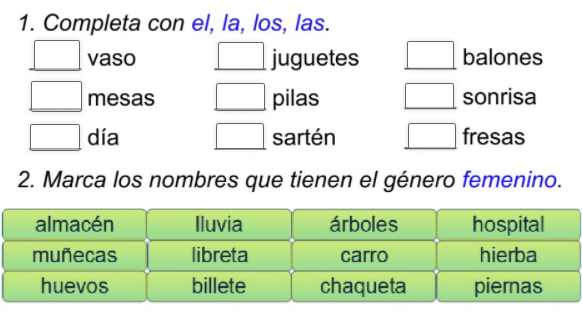 1. Completa con el, la, los, las.
vaso juguetes balones
mesas pilas sonrisa
día sartén fresas
2. Marca los nombres que tienen el género femenino.
almacén lluvia árboles hospital
muñecas libreta carro hierba
huevos billete chaqueta piernas